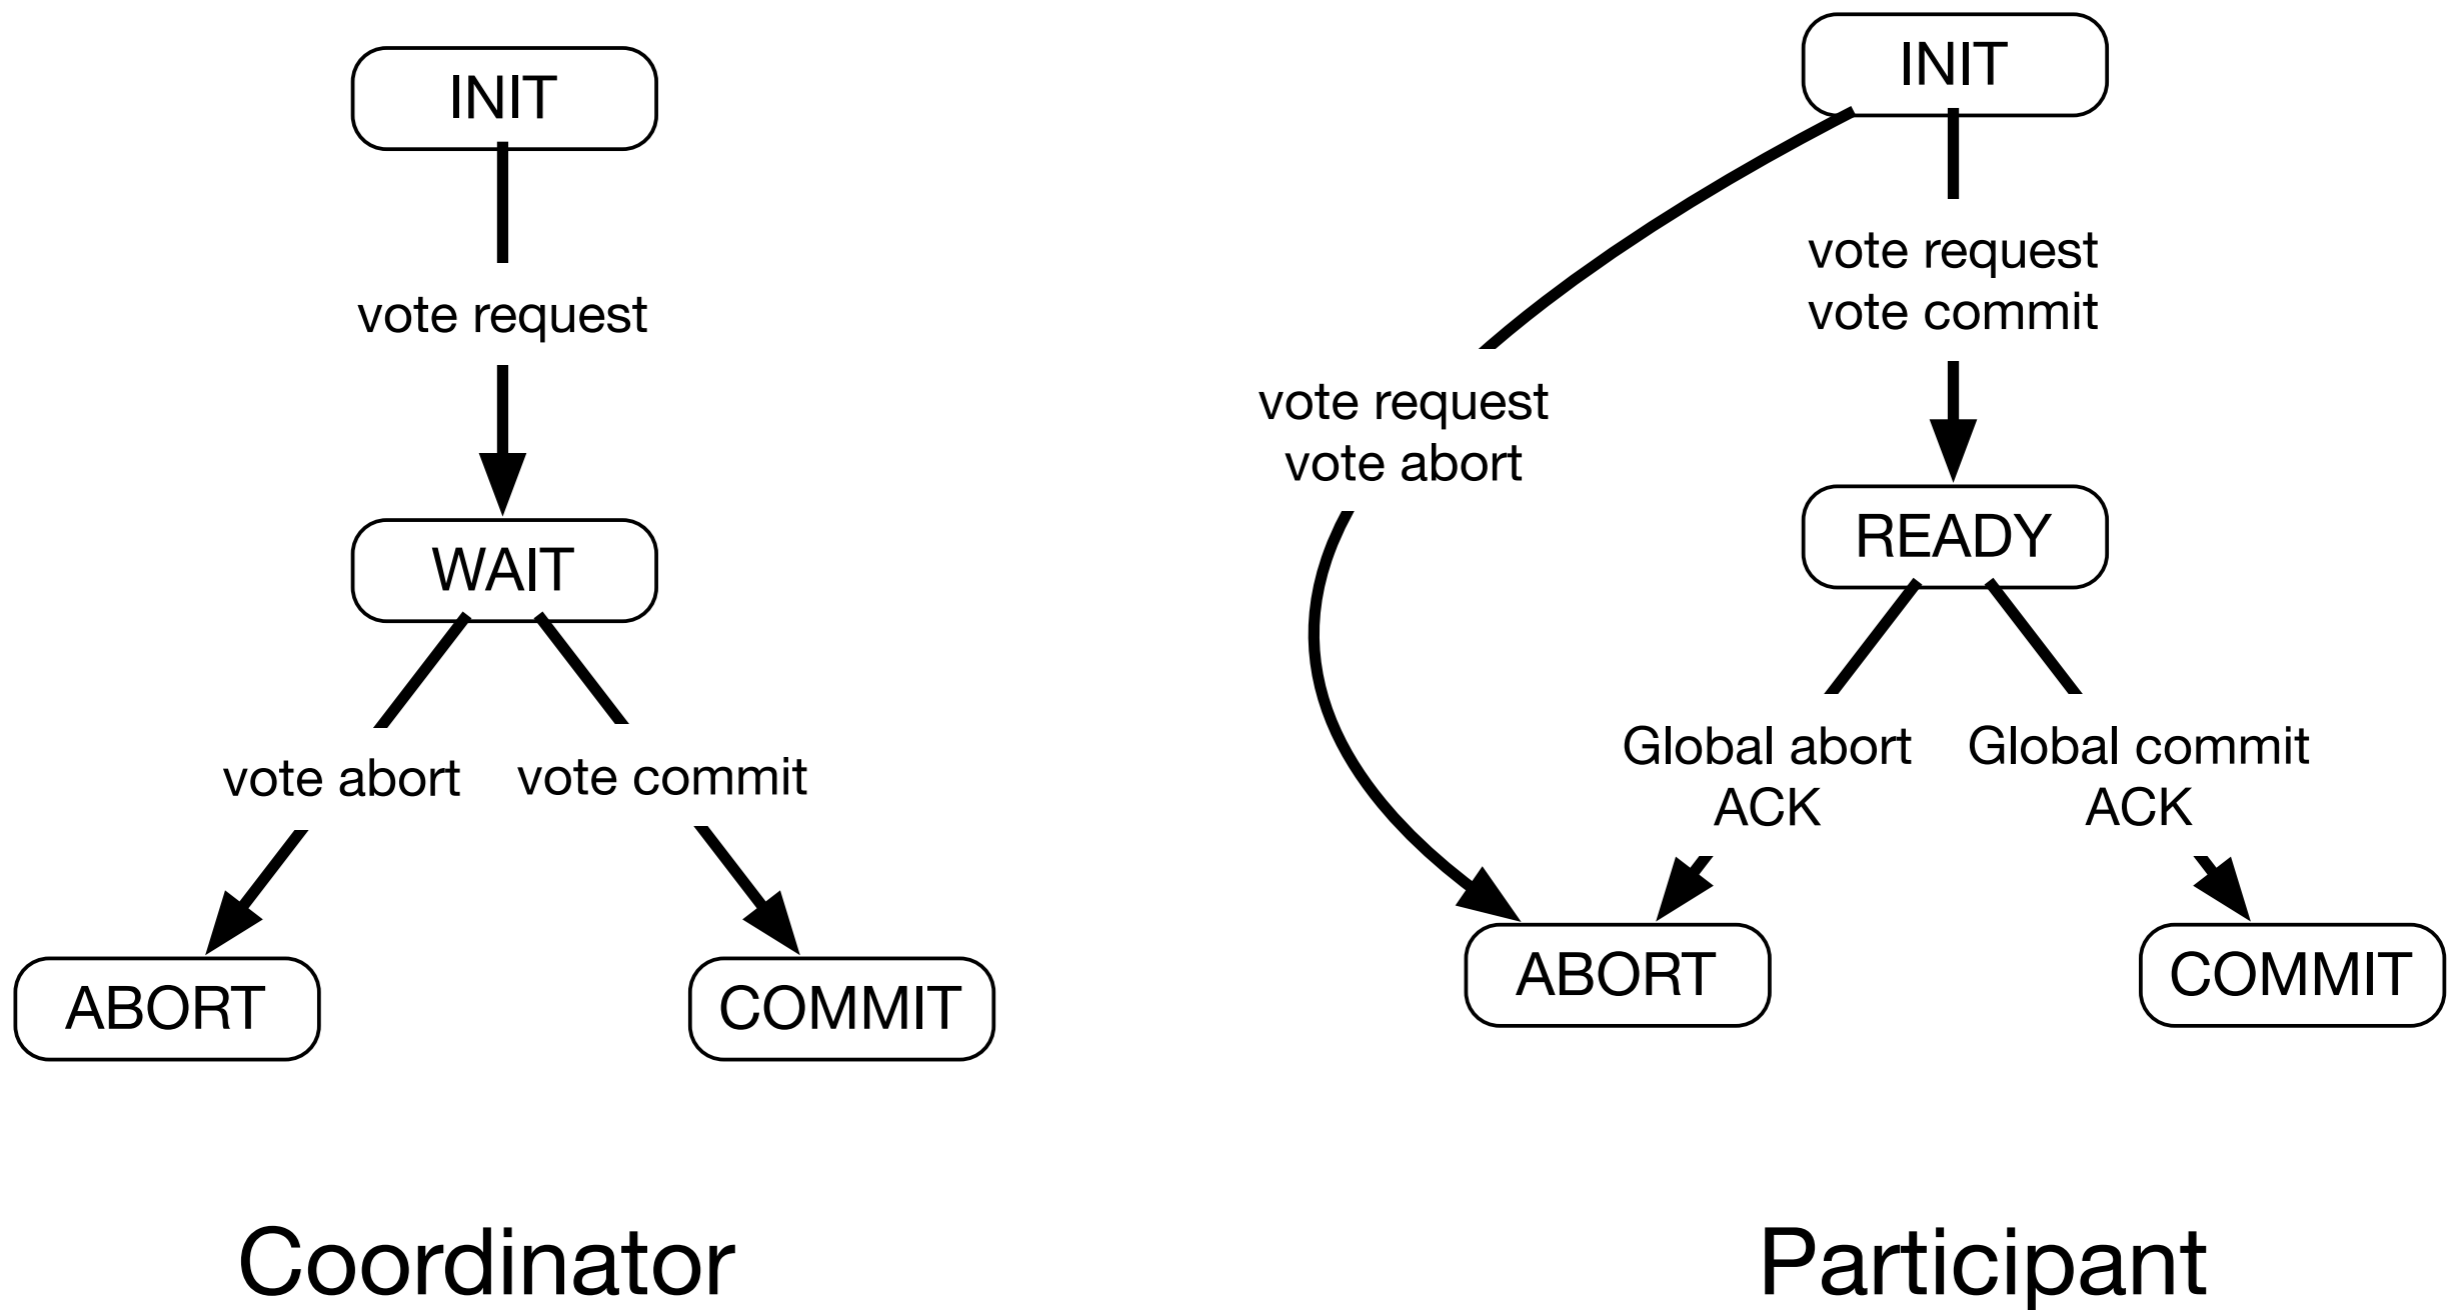 INIT
vote request
WAIT
vote abort
vote commit
ABORT
COMMIT
Coordinator
INIT
vote request
vote commit
vote request
vote abort
READY
Global abort
ACK
Global commit
ACK
ABORT
COMMIT
Participant